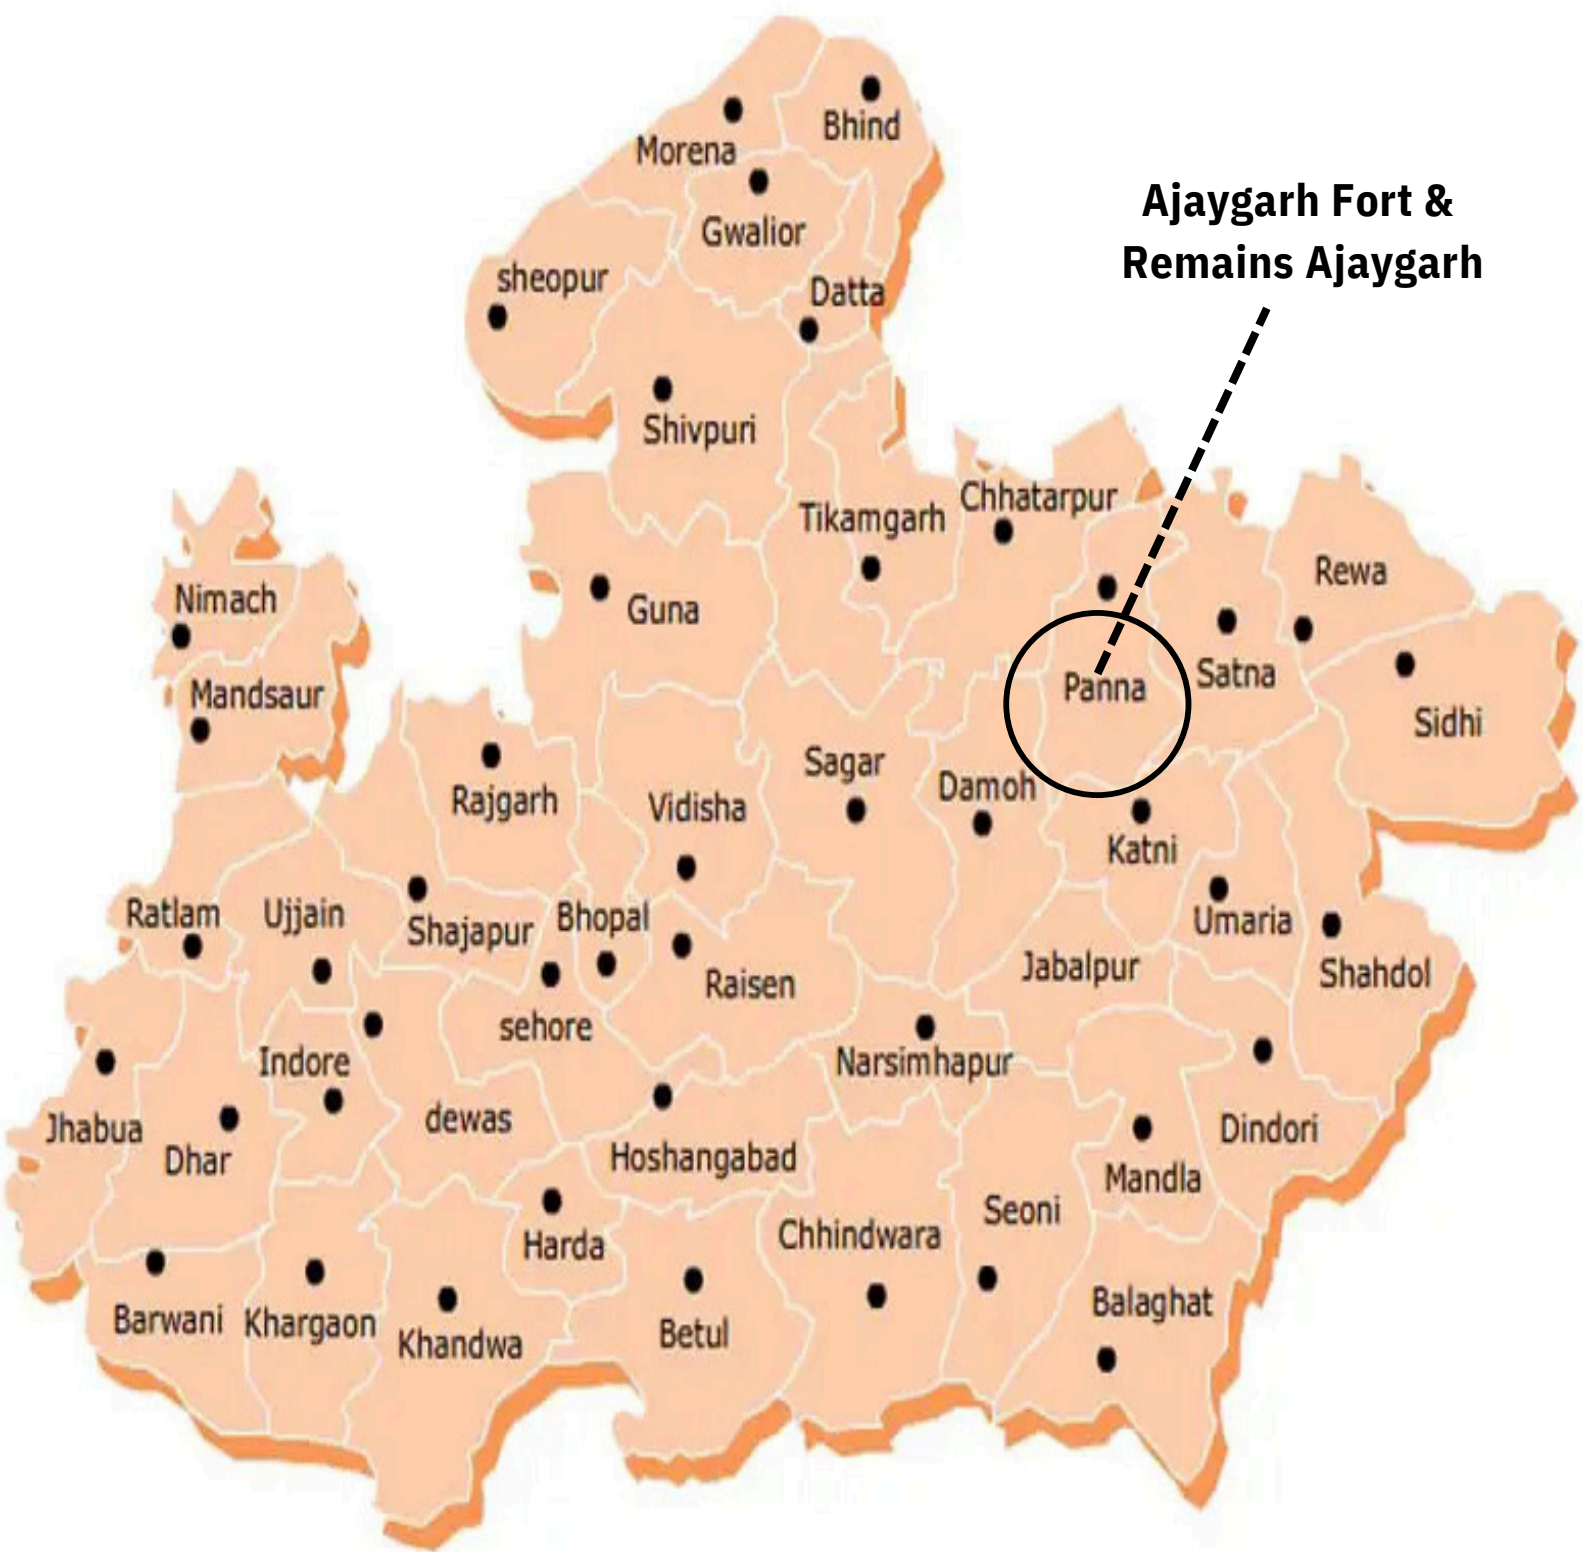 Bhind
Morena
Ajaygarh Fort &
Remains Ajaygarh
Gwalior
sheopur
Datta
Shivpuri
Chhatarpur
Tikamgarh
Rewa
Nimach
Guna
Satna
Panna
Mandsaur
Sidhi
Sagar
Damoh
Rajgarh
Vidisha
Katni
Ratlam
Ujjain
Bhopal
Umaria
Shajapur
Jabalpur
Shahdol
Raisen
sehore
Indore
Narsimhapur
dewas
Jhabua
Dindori
Dhar
Hoshangabad
Mandla
Seoni
Chhindwara
Harda
Balaghat
Barwani
Khargaon
Betul
Khandwa